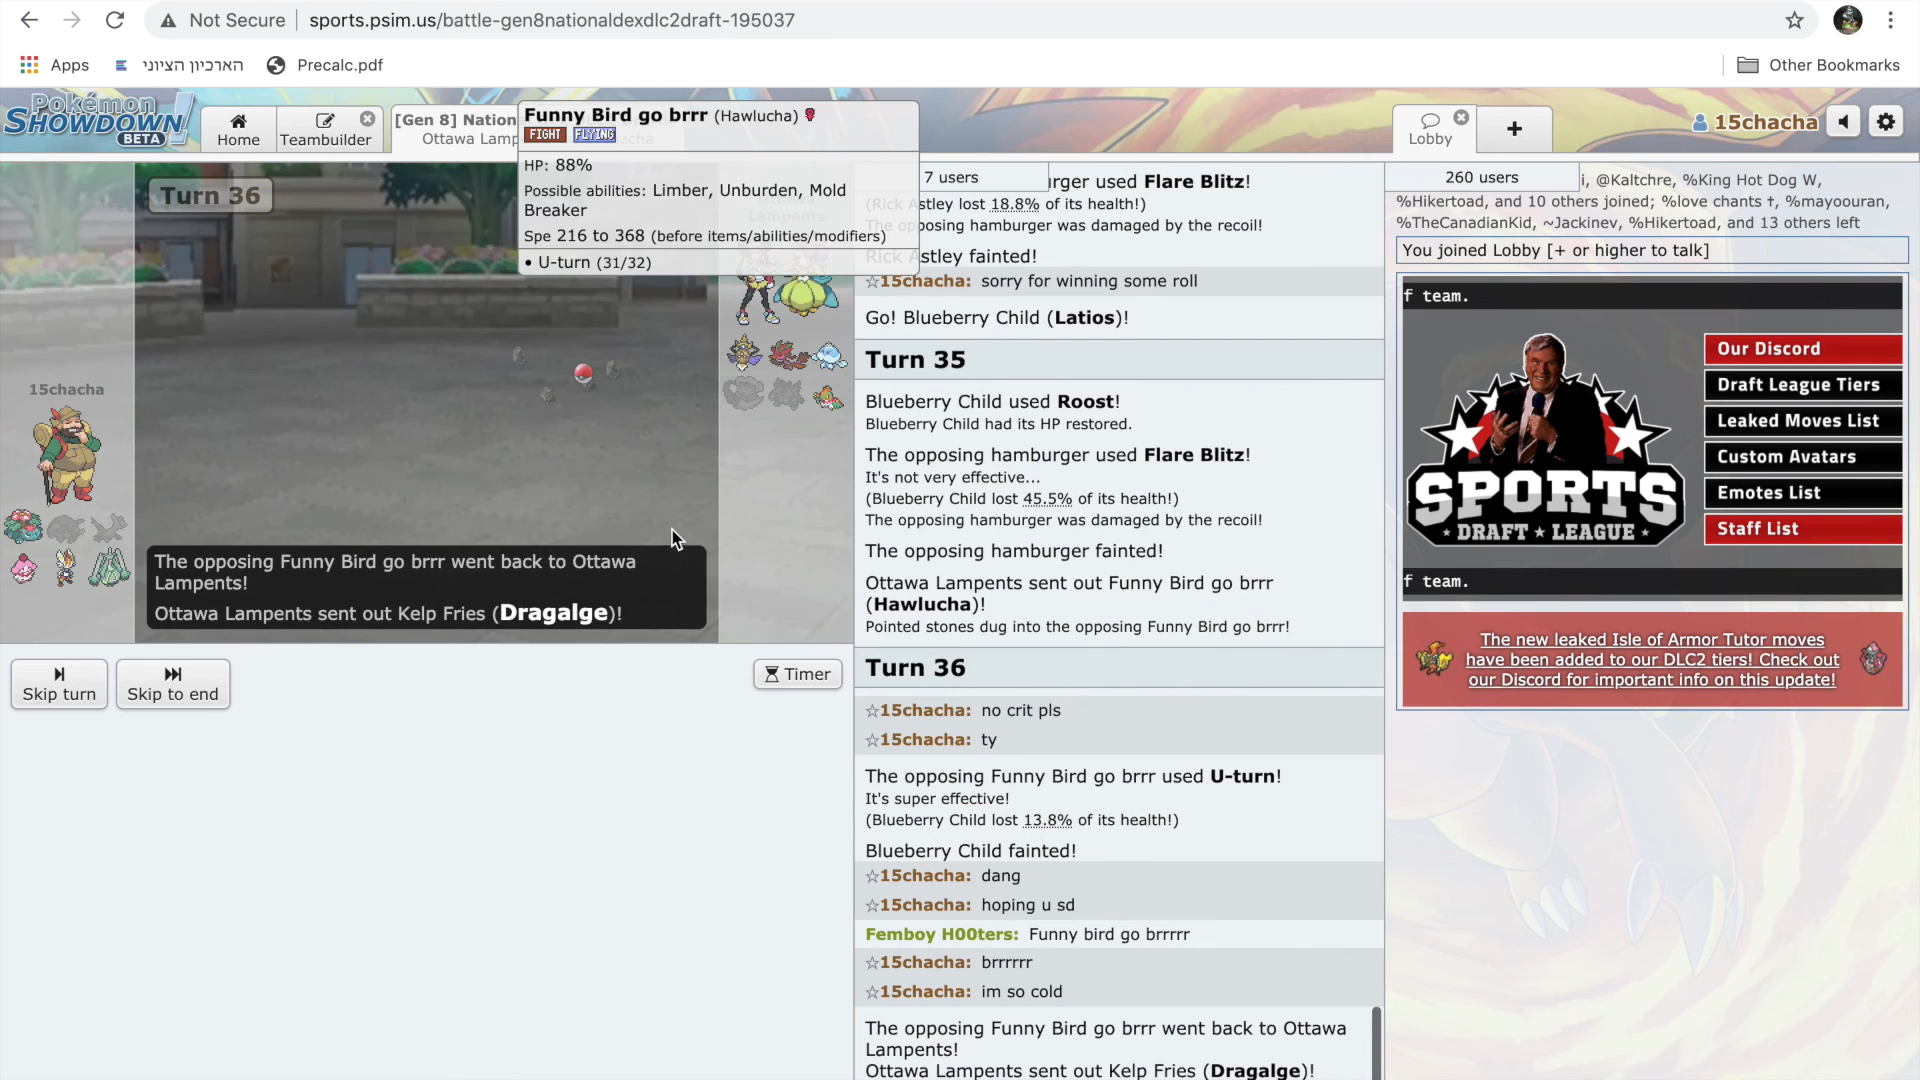 Not Secure
sports.psim.us/battle-gen8nationaldexdlc2draft-195037
Apps
הארכיון הציוני
Precalc.pdf
Other Bookmarks
Pokémon
SHOWDOWN
BETA
Home
Teambuilder
[Gen 8] Nation
Ottawa Lamp
Lobby
+
15chacha
Funny Bird go brrr (Hawlucha)
FIGHT FLYING
HP: 88%
Possible abilities: Limber, Unburden, Mold
Breaker
Spe 216 to 368 (before items/abilities/modifiers)
• U-turn (31/32)
Turn 36
Ottawa
Lampents
15chacha
The opposing Funny Bird go brrr went back to Ottawa
Lampents!
Ottawa Lampents sent out Kelp Fries (Dragalge)!
Skip turn
Skip to end
Timer
7 users
urger used Flare Blitz!
(Rick Astley lost 18.8% of its health!)
The opposing hamburger was damaged by the recoil!
Rick Astley fainted!
☆15chacha: sorry for winning some roll
Go! Blueberry Child (Latios)!
Turn 35
Blueberry Child used Roost!
Blueberry Child had its HP restored.
The opposing hamburger used Flare Blitz!
It's not very effective...
(Blueberry Child lost 45.5% of its health!)
The opposing hamburger was damaged by the recoil!
The opposing hamburger fainted!
Ottawa Lampents sent out Funny Bird go brrr
(Hawlucha)!
Pointed stones dug into the opposing Funny Bird go brrr!
Turn 36
☆15chacha: no crit pls
☆15chacha: ty
The opposing Funny Bird go brrr used U-turn!
It's super effective!
(Blueberry Child lost 13.8% of its health!)
Blueberry Child fainted!
☆15chacha: dang
☆15chacha: hoping u sd
Femboy H00ters: Funny bird go brrrrr
☆15chacha: brrrrrr
☆15chacha: im so cold
The opposing Funny Bird go brrr went back to Ottawa
Lampents!
Ottawa Lampents sent out Kelp Fries (Dragalge)!
260 users
i, @Kaltchre, %King Hot Dog W,
%Hikertoad, and 10 others joined; %love chants †, %mayoouran,
%TheCanadianKid, ~Jackinev, %Hikertoad, and 13 others left
You joined Lobby [+ or higher to talk]
f team.
SPORTS
DRAFT ★ LEAGUE
Our Discord
Draft League Tiers
Leaked Moves List
Custom Avatars
Emotes List
Staff List
f team.
The new leaked Isle of Armor Tutor moves
have been added to our DLC2 tiers! Check out
our Discord for important info on this update!